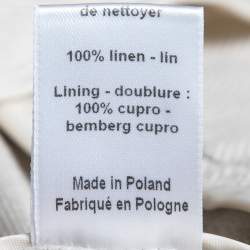 de nettoyer
100% linen - lin
Lining - doublure :
100% cupro -
bemberg cupro
Made in Poland
Fabriqué en Pologne